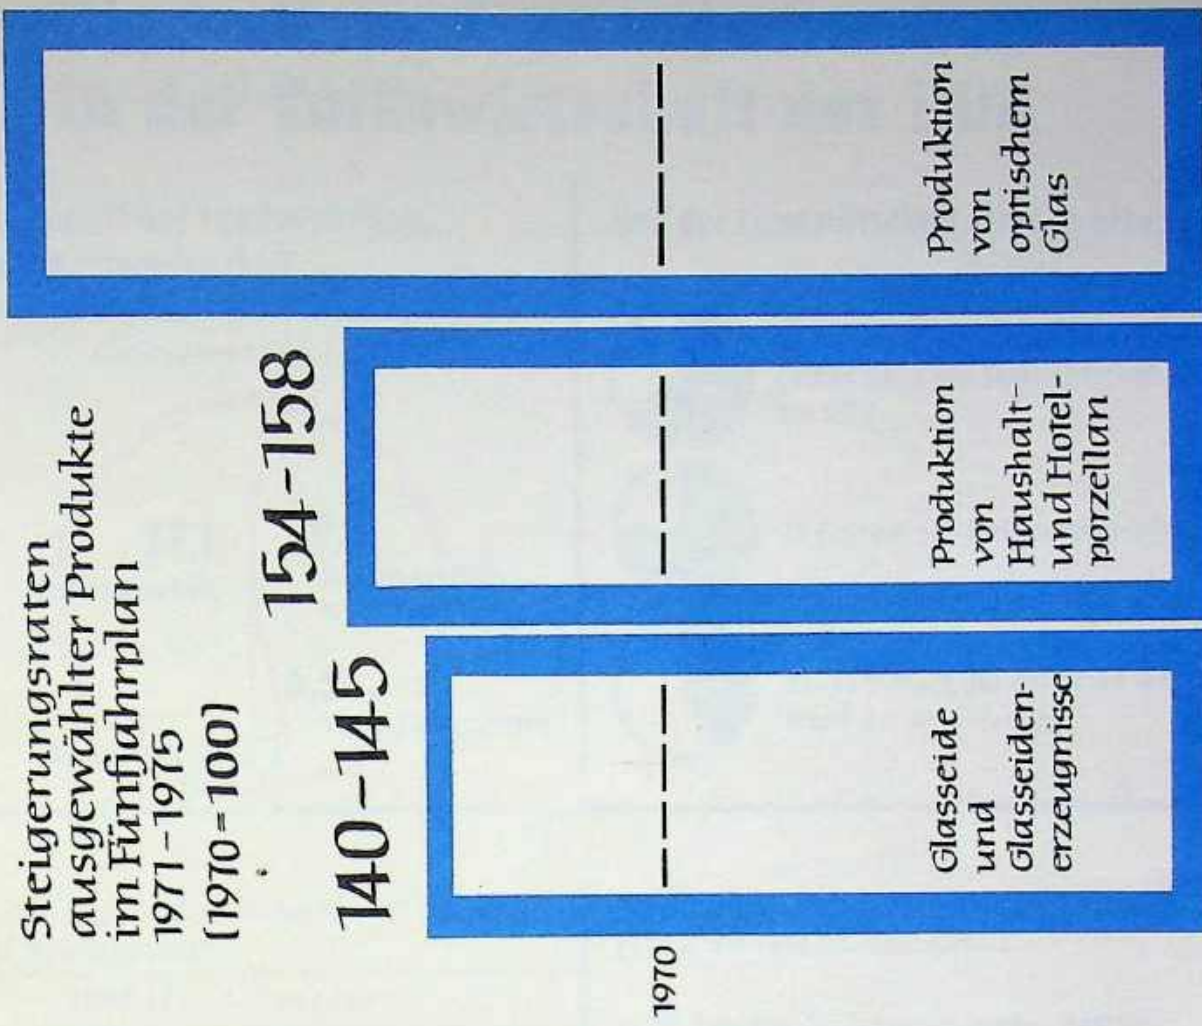 Steigerungsraten
ausgewählter Produkte
im Fünfjahrplan
1971-1975
(1970=100)
140-145
154-158
1970
Glasseide
und
Glasseiden-
erzeugnisse
Produktion
von
Haushalt-
und Hotel-
porzellan
Produktion
von
optischem
Glas